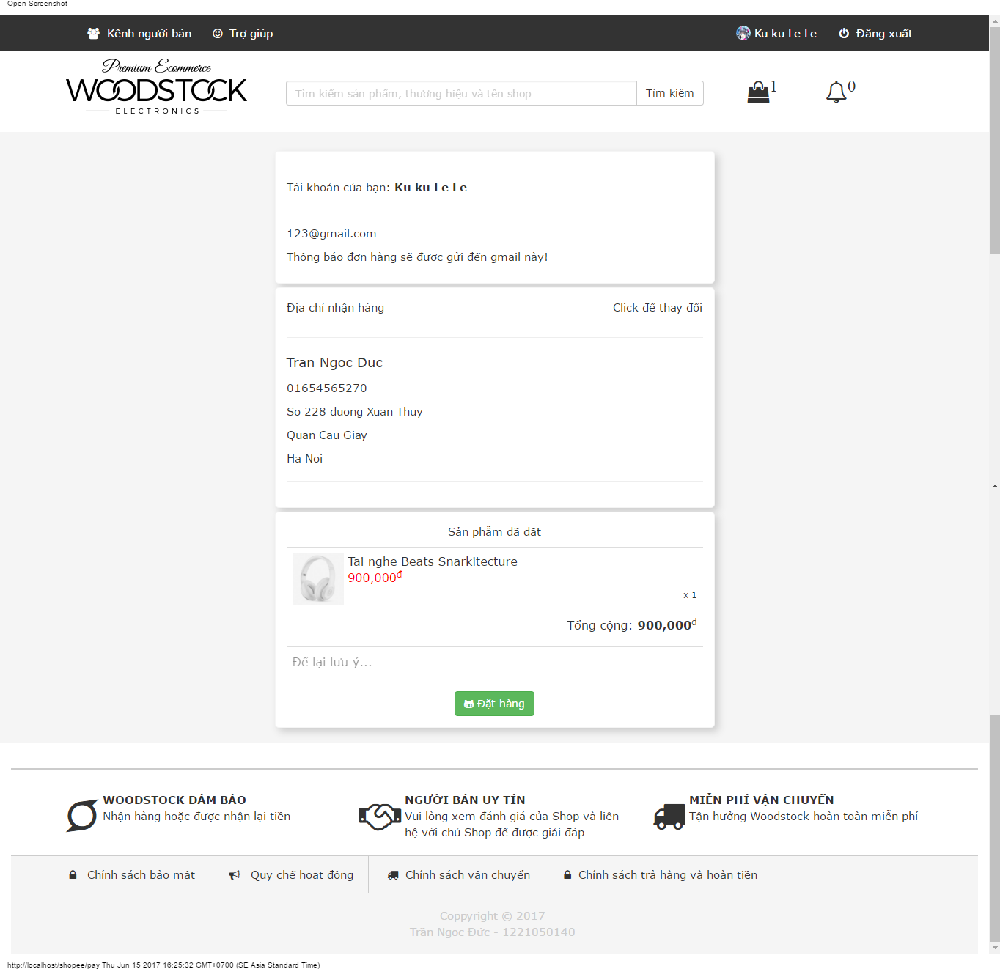 Open Screenshot
Kênh người bán Trợ giúp Ku ku Le Le Đăng xuất
Premium Ecommerce
WOODSTOCK
ELECTRONICS
Tìm kiếm sản phẩm, thương hiệu và tên shop Tìm kiếm 1 0
Tài khoản của bạn: Ku ku Le Le
123@gmail.com
Thông báo đơn hàng sẽ được gửi đến gmail này!
Địa chỉ nhận hàng Click để thay đổi
Tran Ngoc Duc
01654565270
So 228 duong Xuan Thuy
Quan Cau Giay
Ha Noi
Sản phẩm đã đặt
Tai nghe Beats Snarkitecture
900,000đ
x 1
Tổng cộng: 900,000đ
Để lại lưu ý...
Đặt hàng
WOODSTOCK ĐẢM BẢO
Nhận hàng hoặc được nhận lại tiền
NGƯỜI BÁN UY TÍN
Vui lòng xem đánh giá của Shop và liên
hệ với chủ Shop để được giải đáp
MIỄN PHÍ VẬN CHUYỂN
Tận hưởng Woodstock hoàn toàn miễn phí
Chính sách bảo mật Quy chế hoạt động Chính sách vận chuyển Chính sách trả hàng và hoàn tiền
Coppyright © 2017
Trần Ngọc Đức - 1221050140
http://localhost/shopee/pay Thu Jun 15 2017 16:25:32 GMT+0700 (SE Asia Standard Time)